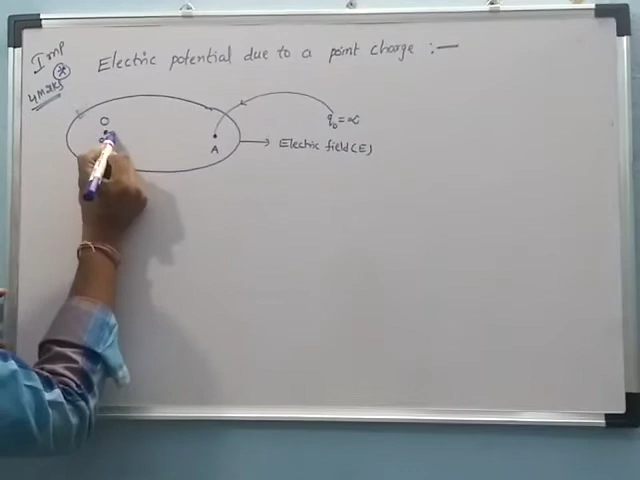 Imp
Electric potential due to a point charge :—
4 Marks
O
q₀=∞
A
Electric field (E)